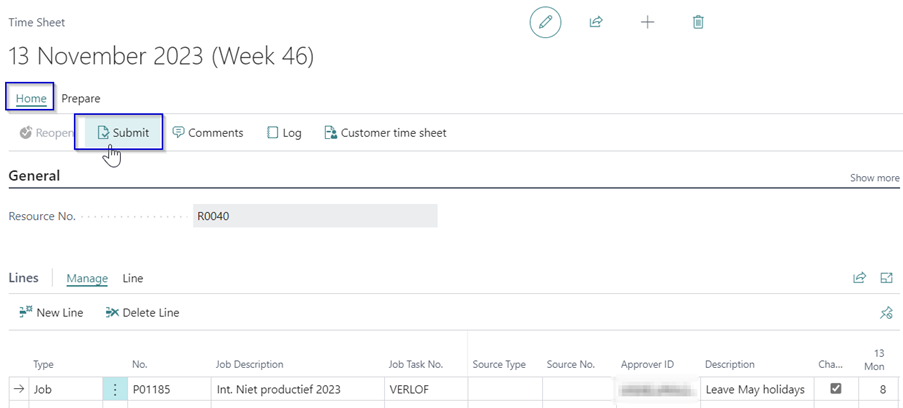 Time Sheet
13 November 2023 (Week 46)
Home Prepare
Reopen Submit Comments Log Customer time sheet
General Show more
Resource No. R0040
Lines Manage Line
New Line Delete Line
Type No. Job Description Job Task No. Source Type Source No. Approver ID Description Cha... 13 Mon
Job P01185 Int. Niet productief 2023 VERLOF Leave May holidays 8